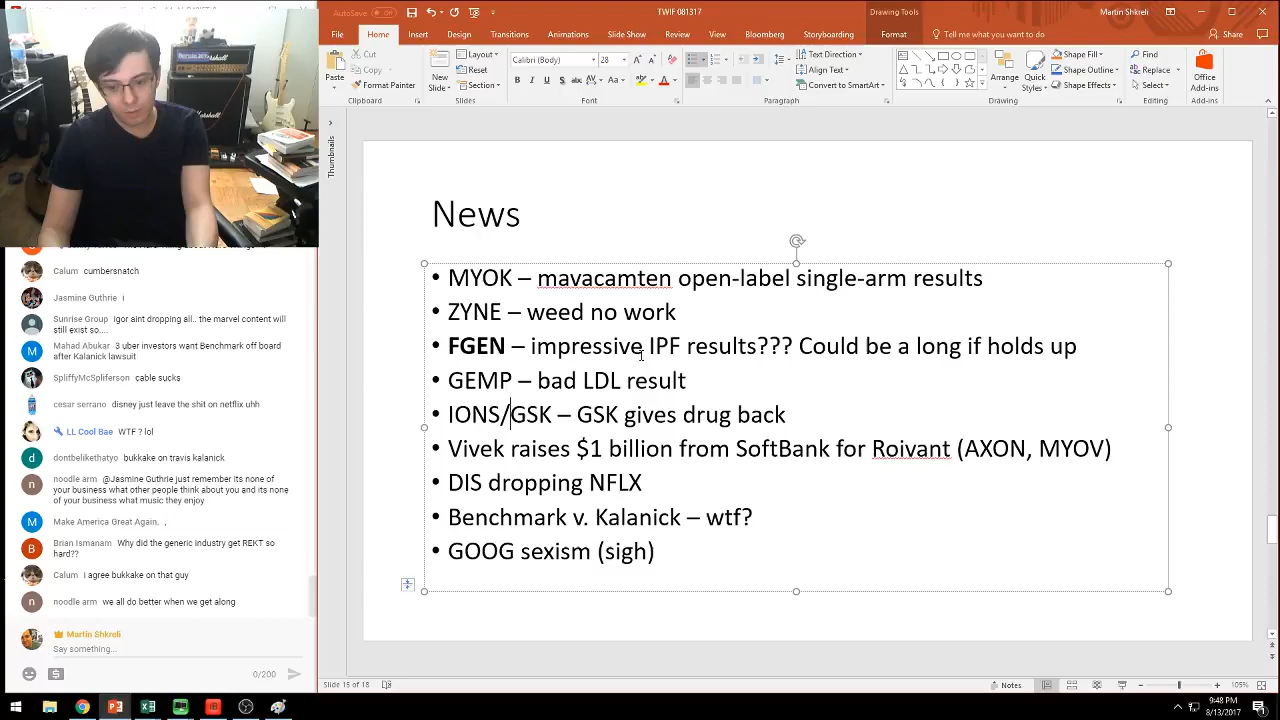 AutoSave
Off
TWIF 081317
Drawing Tools
Martin Shkreli
File
Home
Insert
Design
Transitions
Animations
Slide Show
Review
View
Bloomberg
Storyboarding
Format
Tell me what you want to do
Share
Paste
Cut
Copy
Format Painter
Clipboard
New
Slide
Layout
Reset
Section
Slides
Calibri (Body)
Font
Text Direction
Align Text
Convert to SmartArt
Paragraph
Arrange
Quick
Styles
Shape Fill
Shape Outline
Shape Effects
Drawing
Find
Replace
Select
Editing
Office
Add-ins
Add-ins
Marshall
Marshall
Thumbnails
News
• MYOK – mavacamten open-label single-arm results
• ZYNE – weed no work
• FGEN – impressive IPF results??? Could be a long if holds up
• GEMP – bad LDL result
• IONS/GSK – GSK gives drug back
• Vivek raises $1 billion from SoftBank for Roivant (AXON, MYOV)
• DIS dropping NFLX
• Benchmark v. Kalanick – wtf?
• GOOG sexism (sigh)
Calum cumbersnatch
Jasmine Guthrie i
Sunrise Group igor aint dropping all.. the marvel content will
still exist so....
M
Mahad Abukar 3 uber investors want Benchmark off board
after Kalanick lawsuit
SpliffyMcSpliferson cable sucks
cesar serrano disney just leave the shit on netflix uhh
LL Cool Bae WTF ? lol
d
dontbelikethatyo bukkake on travis kalanick
n
noodle arm @Jasmine Guthrie just remember its none of
your business what other people think about you and its none
of your business what music they enjoy
M
Make America Great Again. ,
B
Brian Ismanam Why did the generic industry get REKT so
hard??
Calum i agree bukkake on that guy
n
noodle arm we all do better when we get along
Martin Shkreli
Say something...
0/200
Slide 15 of 18
Notes
105%
9:48 PM
8/13/2017